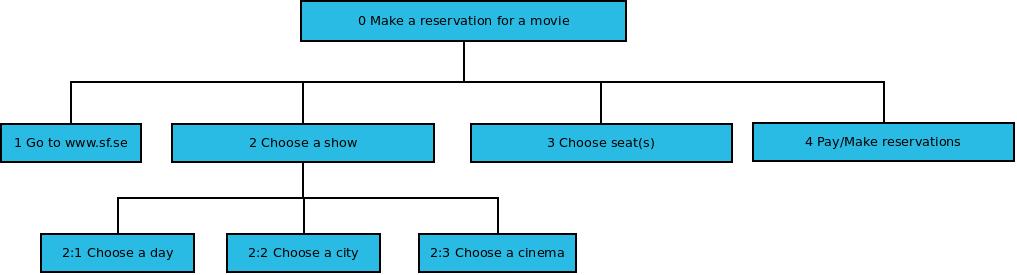 0 Make a reservation for a movie
1 Go to www.sf.se
2 Choose a show
3 Choose seat(s)
4 Pay/Make reservations
2:1 Choose a day
2:2 Choose a city
2:3 Choose a cinema